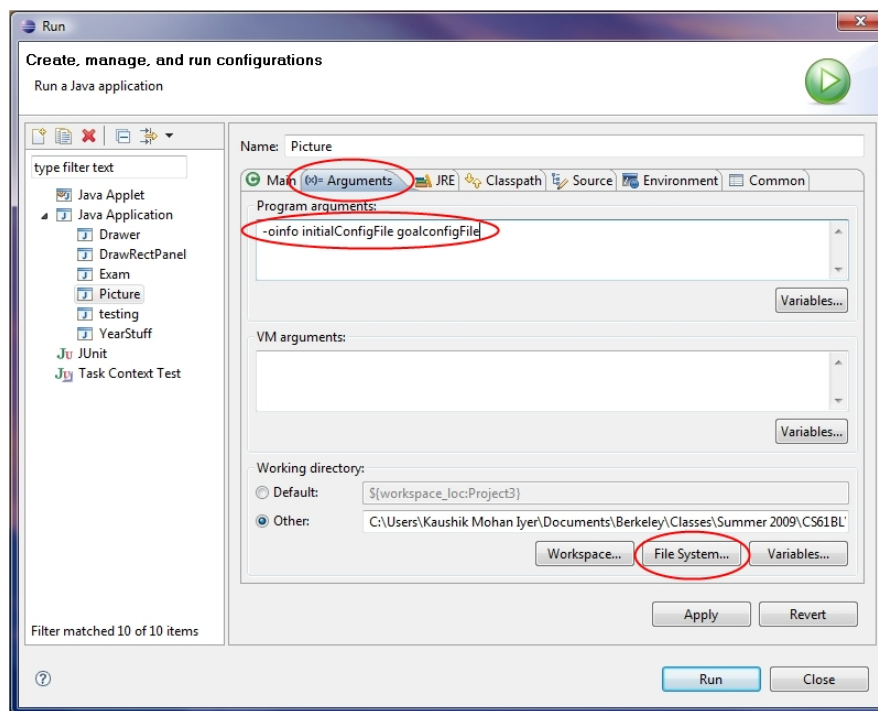 Run
Create, manage, and run configurations
Run a Java application
type filter text
Java Applet
Java Application
Drawer
DrawRectPanel
Exam
Picture
testing
YearStuff
JUnit
Task Context Test
Filter matched 10 of 10 items
Name: Picture
Main (x)= Arguments JRE Classpath Source Environment Common
Program arguments:
-oinfo initialConfigFile goalconfigFile
Variables...
VM arguments:
Variables...
Working directory:
Default: ${workspace_loc:Project3}
Other: C:\Users\Kaushik Mohan Iyer\Documents\Berkeley\Classes\Summer 2009\CS61BL
Workspace... File System... Variables...
Apply Revert
Run Close